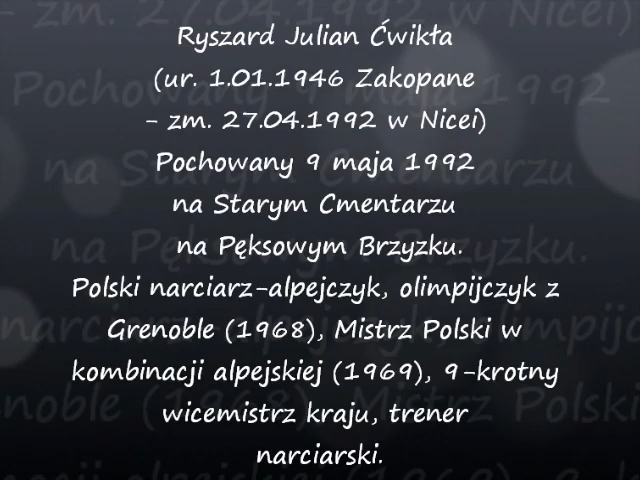 Ryszard Julian Ćwikła
(ur. 1.01.1946 Zakopane
- zm. 27.04.1992 w Nicei)
Pochowany 9 maja 1992
na Starym Cmentarzu
na Pęksowym Brzyzku.
Polski narciarz-alpejczyk, olimpijczyk z
Grenoble (1968), Mistrz Polski w
kombinacji alpejskiej (1969), 9-krotny
wicemistrz kraju, trener
narciarski.